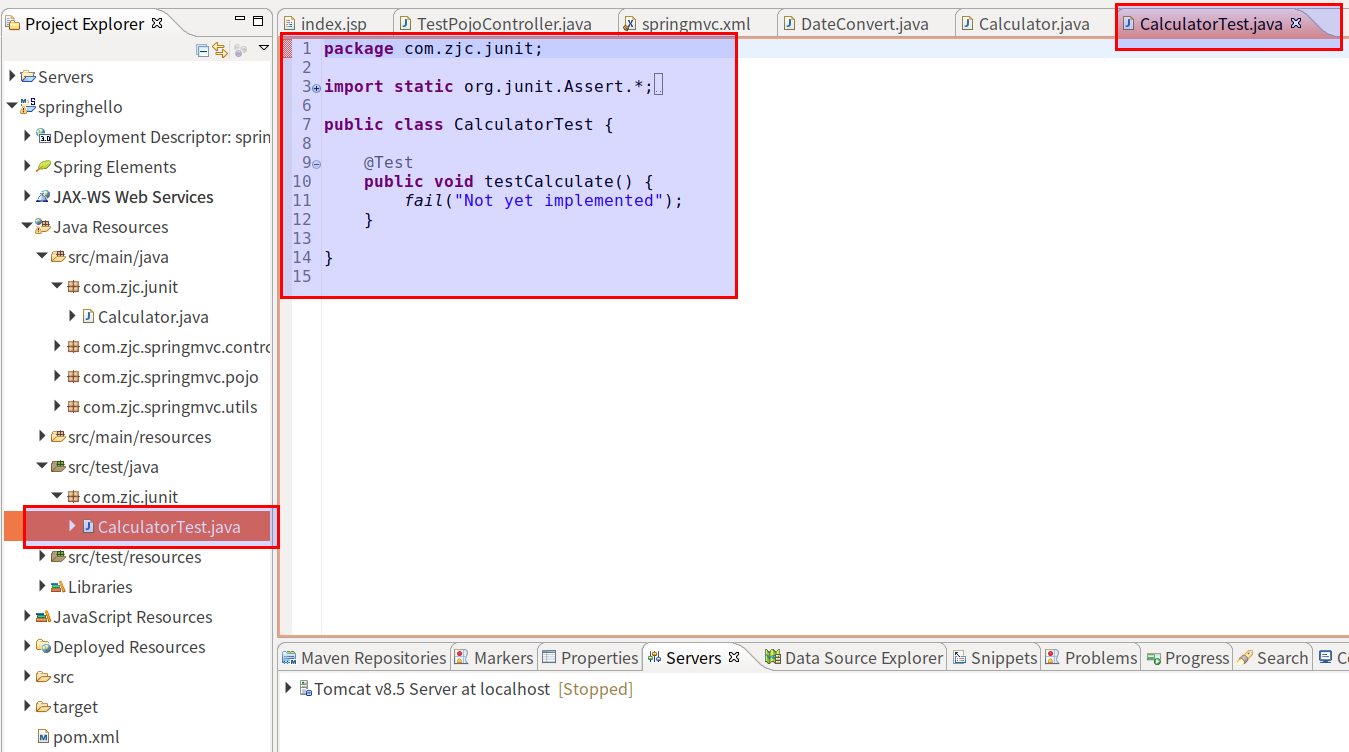 Project Explorer
Servers
springhello
Deployment Descriptor: sprin
Spring Elements
JAX-WS Web Services
Java Resources
src/main/java
com.zjc.junit
Calculator.java
com.zjc.springmvc.contro
com.zjc.springmvc.pojo
com.zjc.springmvc.utils
src/main/resources
src/test/java
com.zjc.junit
CalculatorTest.java
src/test/resources
Libraries
JavaScript Resources
Deployed Resources
src
target
pom.xml
index.jsp TestPojoController.java springmvc.xml DateConvert.java Calculator.java CalculatorTest.java
1 package com.zjc.junit;
2
3 import static org.junit.Assert.*;
6
7 public class CalculatorTest {
8
9 @Test
10 public void testCalculate() {
11 fail("Not yet implemented");
12 }
13
14 }
15
Maven Repositories Markers Properties Servers Data Source Explorer Snippets Problems Progress Search Co
Tomcat v8.5 Server at localhost [Stopped]